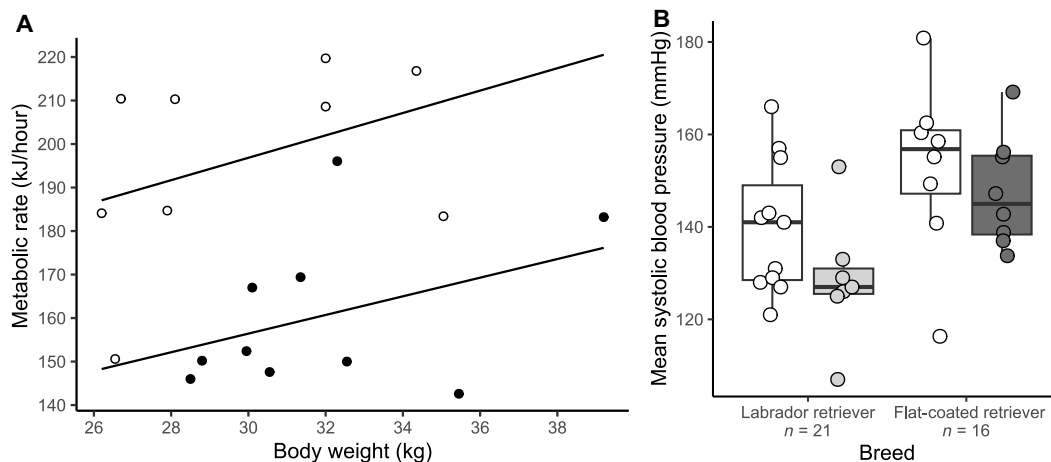 A
Metabolic rate (kJ/hour)
220
210
200
190
180
170
160
150
140
26
28
30
32
34
36
38
Body weight (kg)
B
Mean systolic blood pressure (mmHg)
180
160
140
120
Labrador retriever
n = 21
Flat-coated retriever
n = 16
Breed